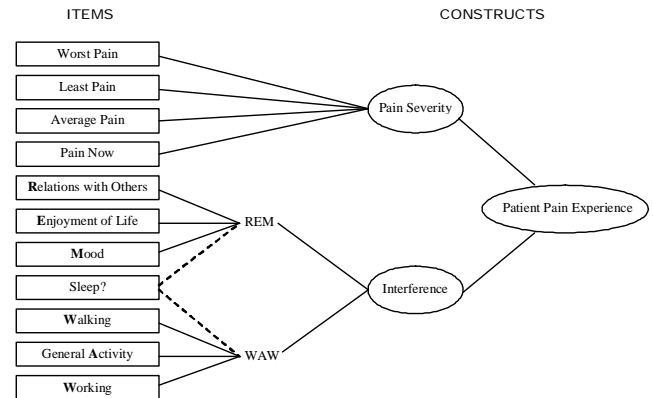 ITEMS
CONSTRUCTS
Worst Pain
Least Pain
Average Pain
Pain Now
Relations with Others
Enjoyment of Life
Mood
Sleep?
Walking
General Activity
Working
REM
WAW
Pain Severity
Interference
Patient Pain Experience